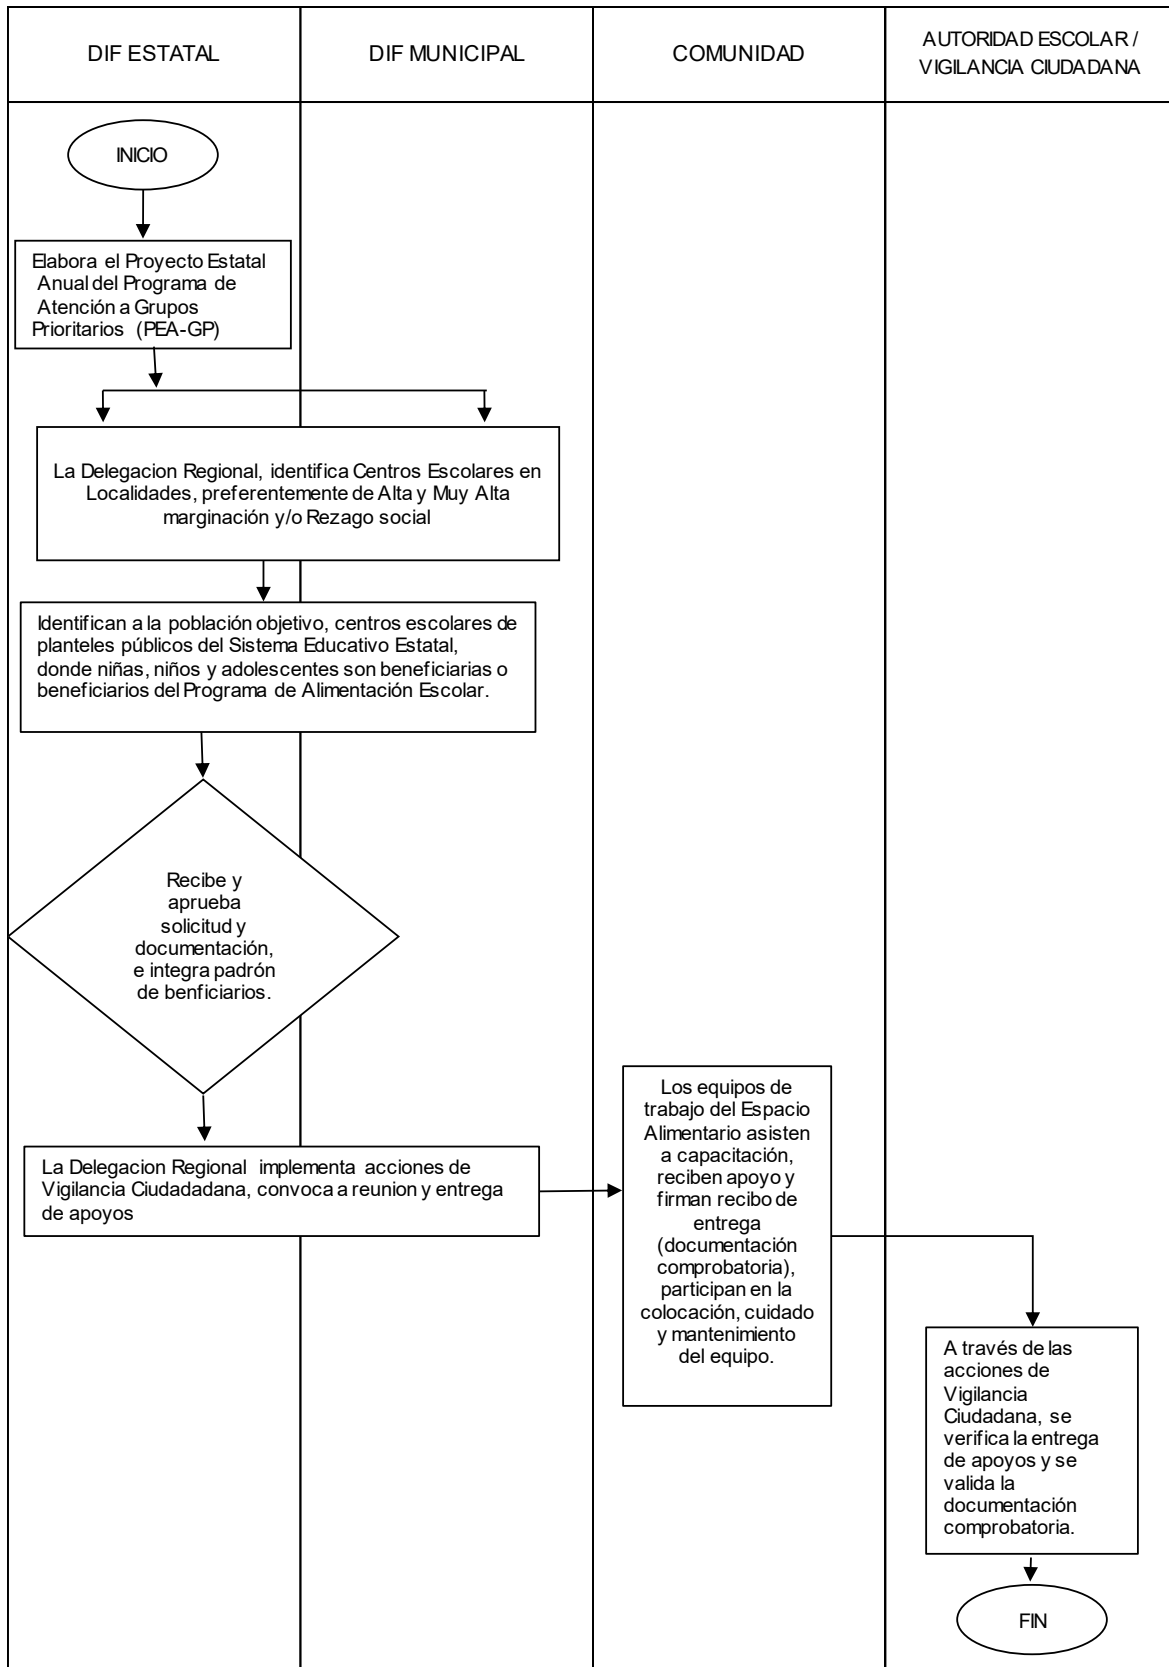 DIF ESTATAL
DIF MUNICIPAL
COMUNIDAD
AUTORIDAD ESCOLAR /
VIGILANCIA CIUDADANA
INICIO
Elabora el Proyecto Estatal
Anual del Programa de
Atención a Grupos
Prioritarios (PEA-GP)
La Delegacion Regional, identifica Centros Escolares en
Localidades, preferentemente de Alta y Muy Alta
marginación y/o Rezago social
Identifican a la población objetivo, centros escolares de
planteles públicos del Sistema Educativo Estatal,
donde niñas, niños y adolescentes son beneficiarias o
beneficiarios del Programa de Alimentación Escolar.
Recibe y
aprueba
solicitud y
documentación,
e integra padrón
de benficiarios.
La Delegacion Regional implementa acciones de
Vigilancia Ciudadadana, convoca a reunion y entrega
de apoyos
Los equipos de
trabajo del Espacio
Alimentario asisten
a capacitación,
reciben apoyo y
firman recibo de
entrega
(documentación
comprobatoria),
participan en la
colocación, cuidado
y mantenimiento
del equipo.
A través de las
acciones de
Vigilancia
Ciudadana, se
verifica la entrega
de apoyos y se
valida la
documentación
comprobatoria.
FIN